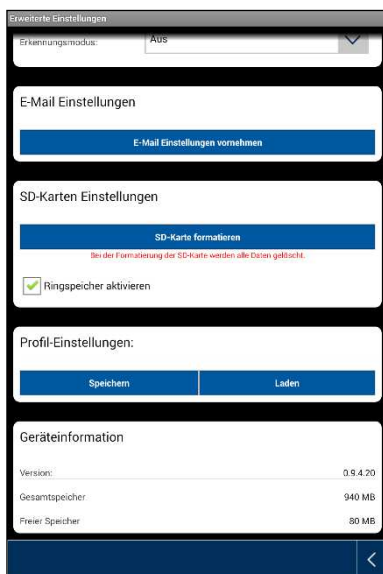 Erweiterte Einstellungen
Erkennungsmodus: Aus
E-Mail Einstellungen
E-Mail Einstellungen vornehmen
SD-Karten Einstellungen
SD-Karte formatieren
Bei der Formatierung der SD-Karte werden alle Daten gelöscht.
Ringspeicher aktivieren
Profil-Einstellungen:
Speichern Laden
Geräteinformation
Version: 0.9.4.20
Gesamtspeicher 940 MB
Freier Speicher 80 MB